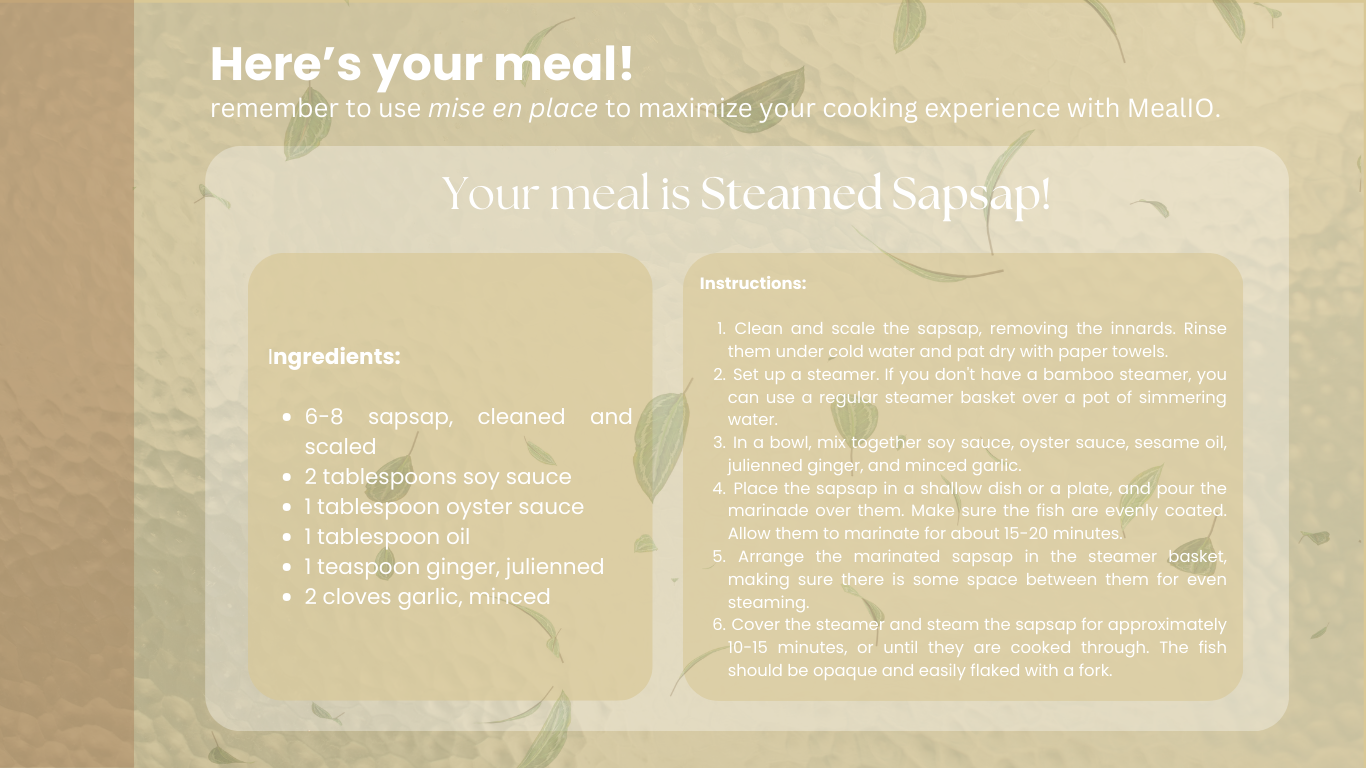 Here's your meal!
remember to use mise en place to maximize your cooking experience with MealIO.
Your meal is Steamed Sapsap!
Ingredients:
• 6-8 sapsap, cleaned and
scaled
• 2 tablespoons soy sauce
• 1 tablespoon oyster sauce
• 1 tablespoon oil
• 1 teaspoon ginger, julienned
• 2 cloves garlic, minced
Instructions:
1. Clean and scale the sapsap, removing the innards. Rinse
them under cold water and pat dry with paper towels.
2. Set up a steamer. If you don't have a bamboo steamer, you
can use a regular steamer basket over a pot of simmering
water.
3. In a bowl, mix together soy sauce, oyster sauce, sesame oil,
julienned ginger, and minced garlic.
4. Place the sapsap in a shallow dish or a plate, and pour the
marinade over them. Make sure the fish are evenly coated.
Allow them to marinate for about 15-20 minutes.
5. Arrange the marinated sapsap in the steamer basket,
making sure there is some space between them for even
steaming.
6. Cover the steamer and steam the sapsap for approximately
10-15 minutes, or until they are cooked through. The fish
should be opaque and easily flaked with a fork.